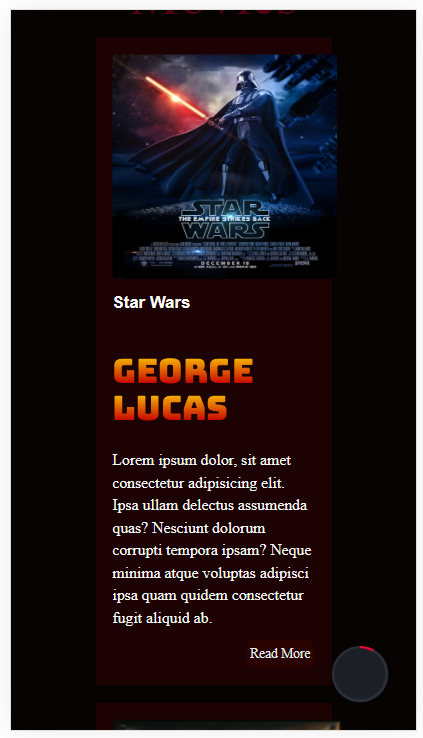 Movies
STAR
THE EMPIRE STRIKES BACK
WARS
DECEMBER 18
Star Wars
GEORGE
LUCAS
Lorem ipsum dolor, sit amet
consectetur adipisicing elit.
Ipsa ullam delectus assumenda
quas? Nesciunt dolorum
corrupti tempora ipsam? Neque
minima atque voluptas adipisci
ipsa quam quidem consectetur
fugit aliquid ab.
Read More